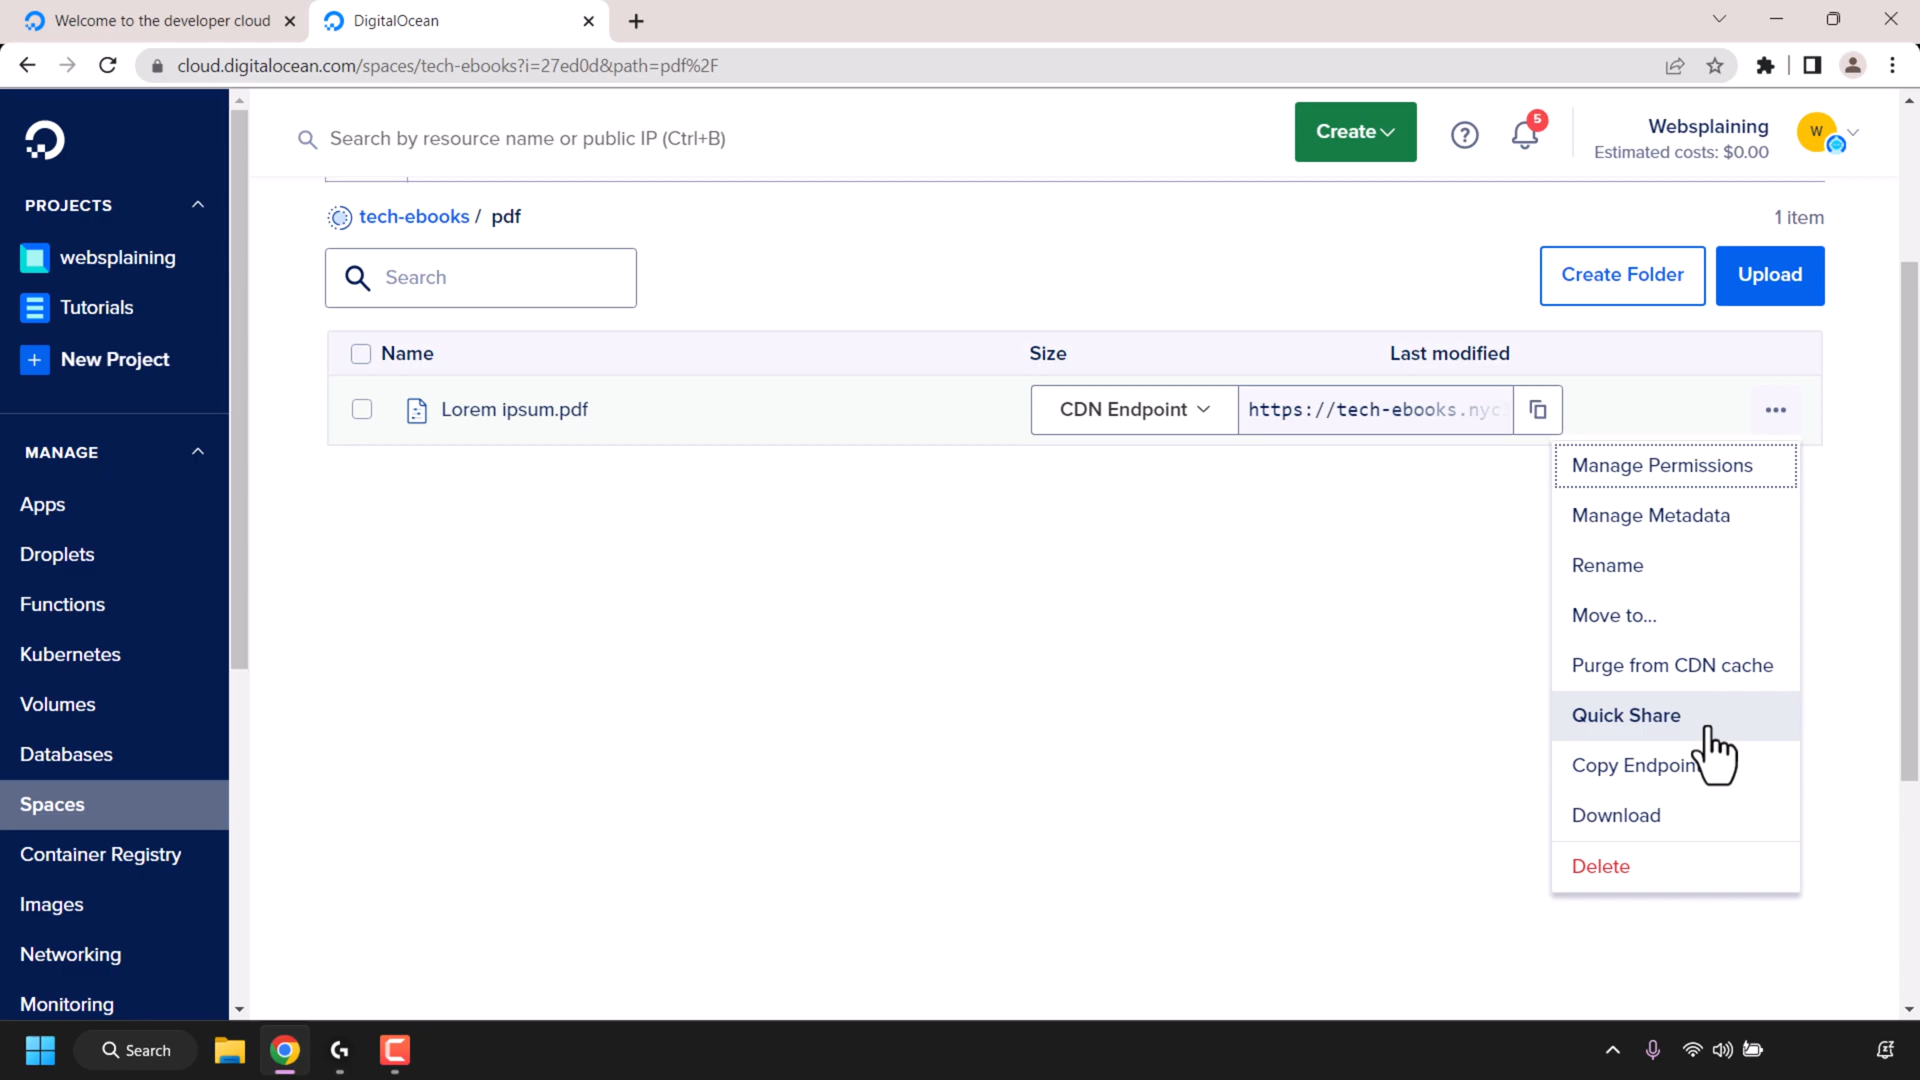 Welcome to the developer cloud
DigitalOcean
cloud.digitalocean.com/spaces/tech-ebooks?i=27ed0d&path=pdf%2F
Search by resource name or public IP (Ctrl+B)
Create
5
Websplaining
Estimated costs: $0.00
W
PROJECTS
websplaining
Tutorials
New Project
MANAGE
Apps
Droplets
Functions
Kubernetes
Volumes
Databases
Spaces
Container Registry
Images
Networking
Monitoring
tech-ebooks / pdf
1 item
Search
Create Folder
Upload
Name
Size
Last modified
Lorem ipsum.pdf
CDN Endpoint
https://tech-ebooks.nyc
Manage Permissions
Manage Metadata
Rename
Move to...
Purge from CDN cache
Quick Share
Copy Endpoin
Download
Delete
Search